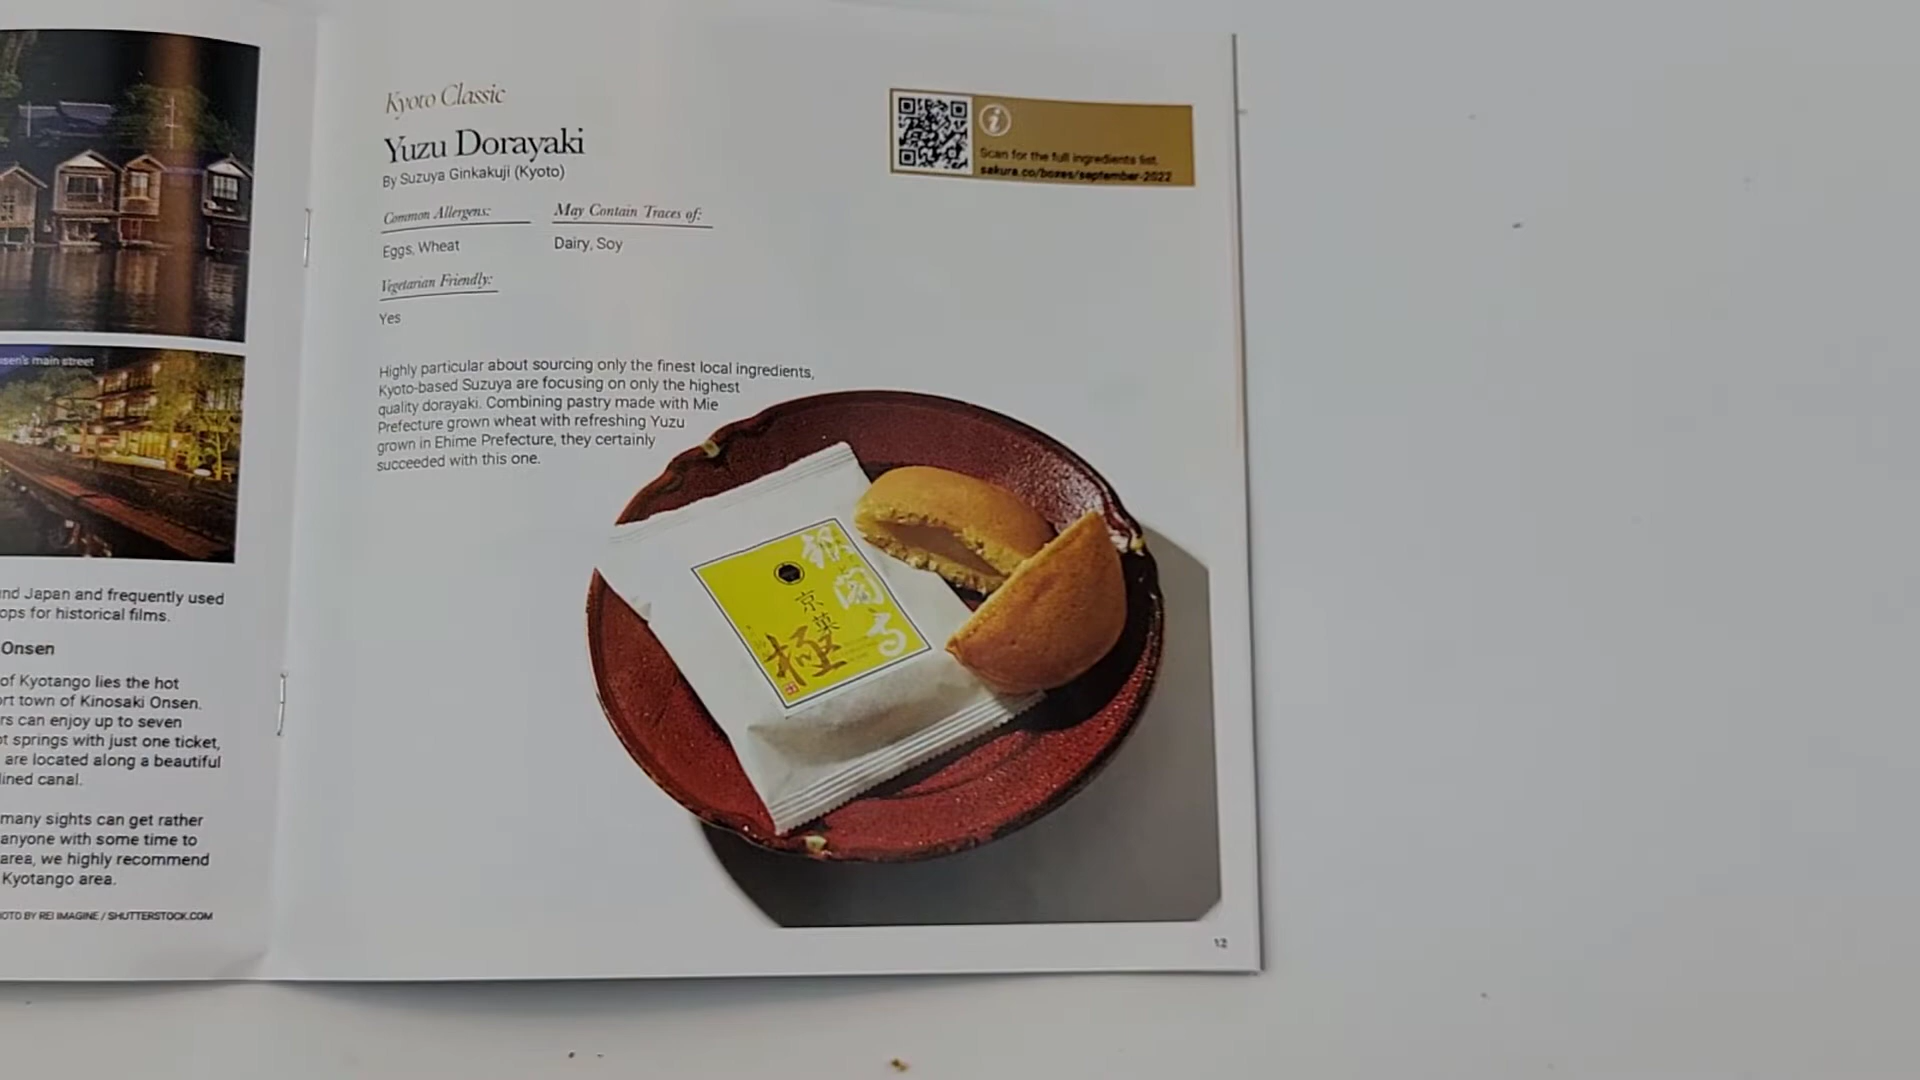 sen's main street
nd Japan and frequently used
ops for historical films.
Onsen
of Kyotango lies the hot
rt town of Kinosaki Onsen.
rs can enjoy up to seven
t springs with just one ticket,
are located along a beautiful
lined canal.
many sights can get rather
anyone with some time to
area, we highly recommend
Kyotango area.
OTO BY REI IMAGINE / SHUTTERSTOCK.COM
Kyoto Classic
Yuzu Dorayaki
By Suzuya Ginkakuji (Kyoto)
Common Allergens:
Eggs, Wheat
May Contain Traces of:
Dairy, Soy
Vegetarian Friendly:
Yes
Highly particular about sourcing only the finest local ingredients,
Kyoto-based Suzuya are focusing on only the highest
quality dorayaki. Combining pastry made with Mie
Prefecture grown wheat with refreshing Yuzu
grown in Ehime Prefecture, they certainly
succeeded with this one.
Scan for the full ingredients list.
sakura.co/boxes/september-2022
銀閣寺
京菓
極
12